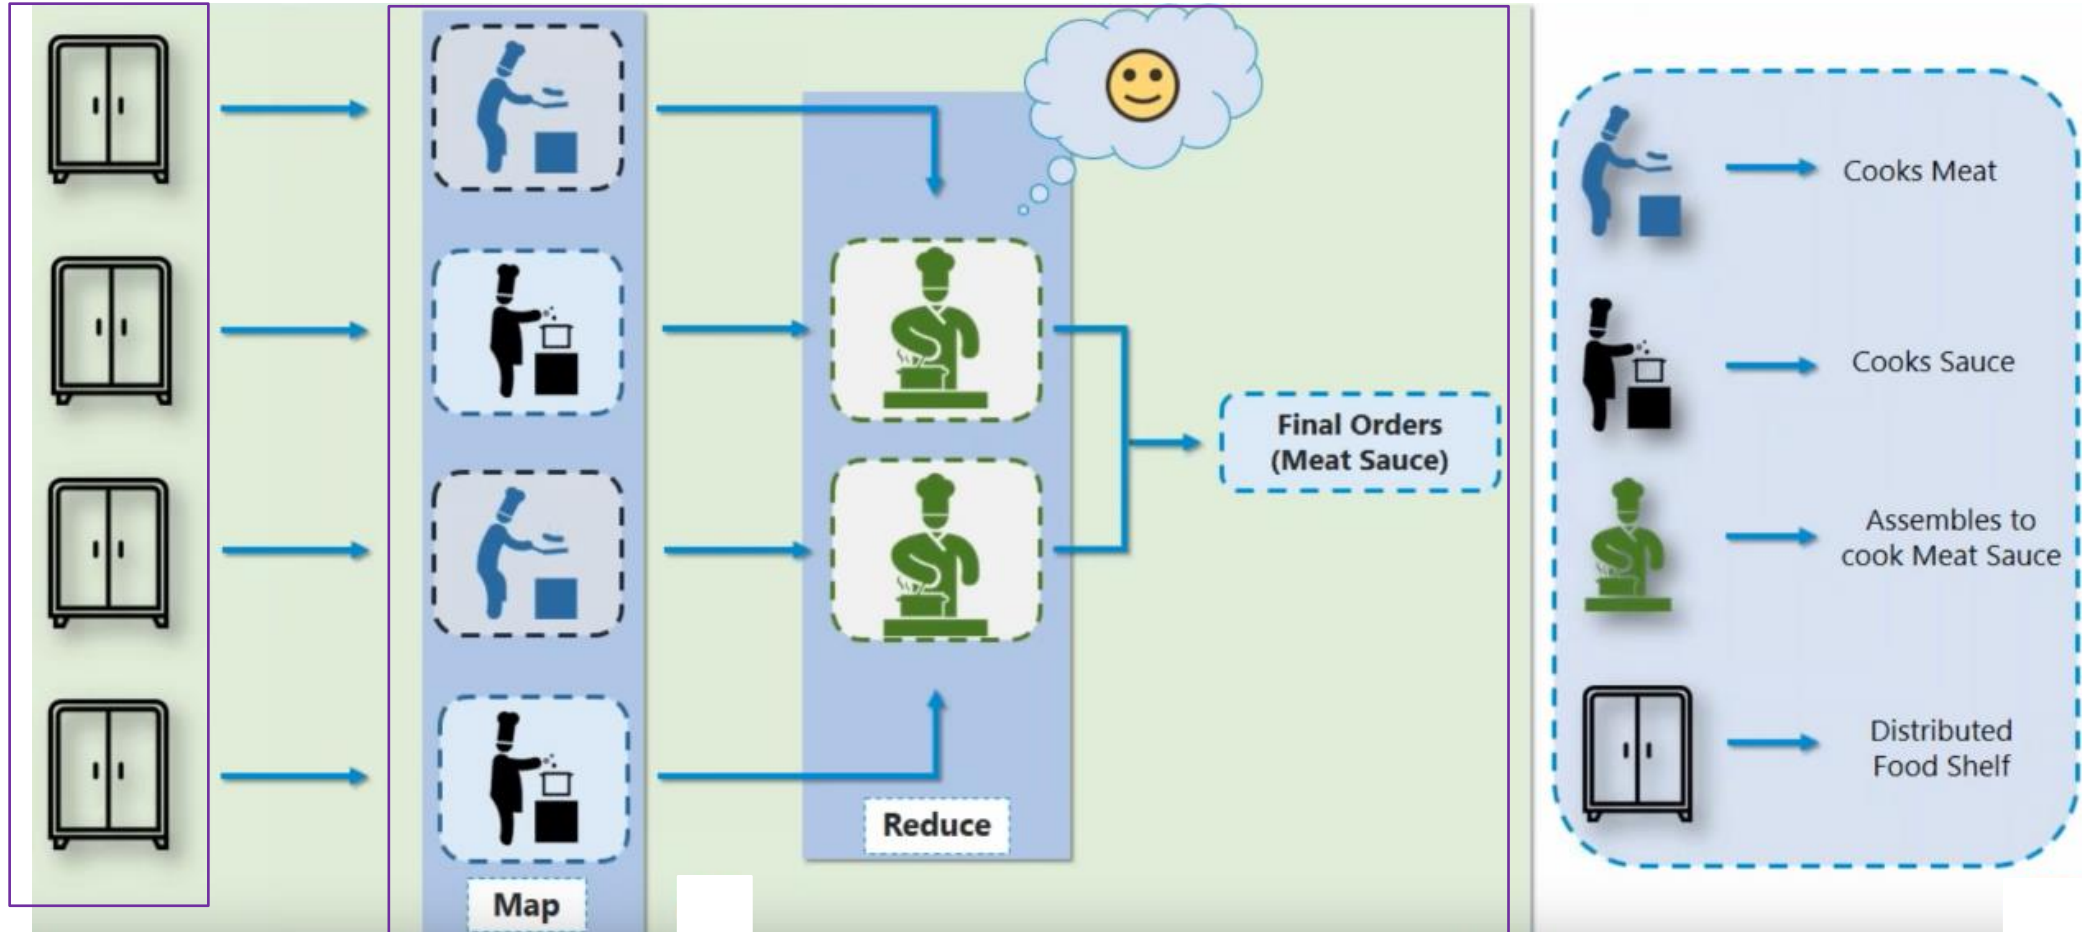 Map
Reduce
Final Orders
(Meat Sauce)
Cooks Meat
Cooks Sauce
Assembles to
cook Meat Sauce
Distributed
Food Shelf